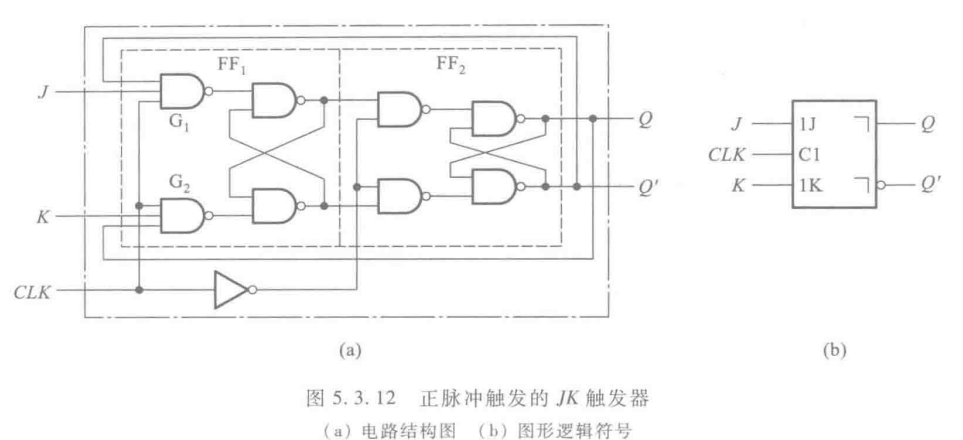 FF₁
FF₂
J
G₁
Q
G₂
Q'
K
CLK
J
1J
Q
CLK
C1
K
1K
Q'
(a)
(b)
图 5.3.12 正脉冲触发的 JK 触发器
(a) 电路结构图 (b) 图形逻辑符号